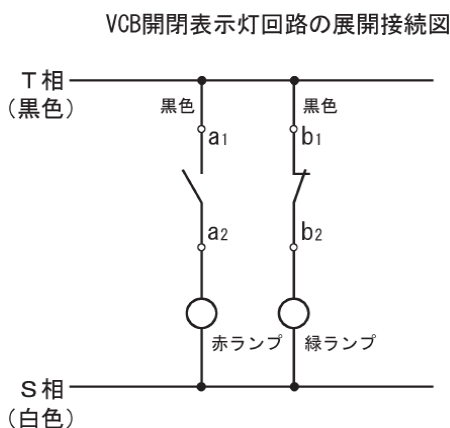 VCB開閉表示灯回路の展開接続図
T相
(黒色)
黒色
黒色
a1
b1
a2
b2
赤ランプ
緑ランプ
S相
(白色)